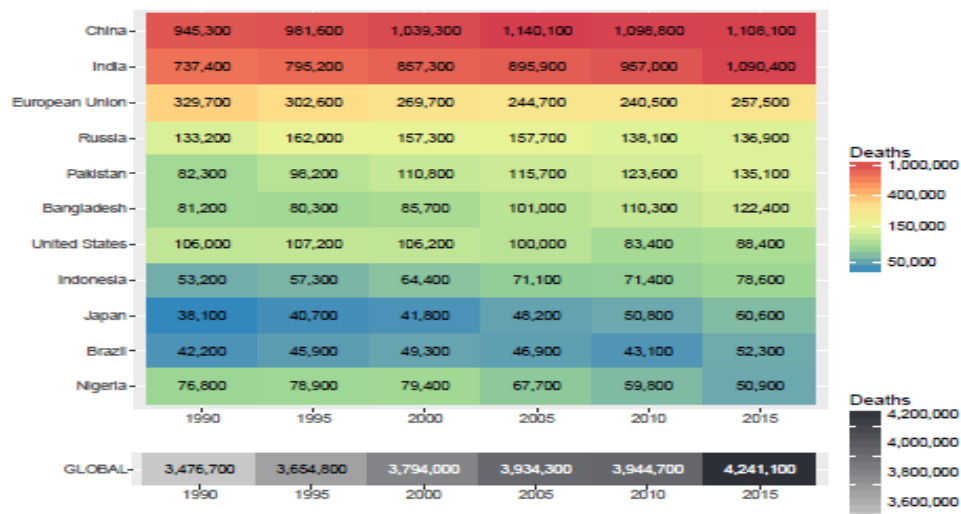 China 945,300 981,600 1,039,300 1,140,100 1,098,800 1,108,100
India 737,400 795,200 857,300 895,900 957,000 1,090,400
European Union 329,700 302,600 269,700 244,700 240,500 257,500
Russia 133,200 162,000 157,300 157,700 138,100 136,900
Pakistan 82,300 98,200 110,800 115,700 123,600 135,100
Bangladesh 81,200 80,300 85,700 101,000 110,300 122,400
United States 106,000 107,200 106,200 100,000 83,400 88,400
Indonesia 53,200 57,300 64,400 71,100 71,400 78,600
Japan 38,100 40,700 41,800 48,200 50,800 60,600
Brazil 42,200 45,900 49,300 46,900 43,100 52,300
Nigeria 76,800 78,900 79,400 67,700 59,800 50,900
1990 1995 2000 2005 2010 2015
Deaths
1,000,000
400,000
150,000
50,000
GLOBAL 3,476,700 3,654,800 3,794,000 3,934,300 3,944,700 4,241,100
1990 1995 2000 2005 2010 2015
Deaths
4,200,000
4,000,000
3,800,000
3,600,000